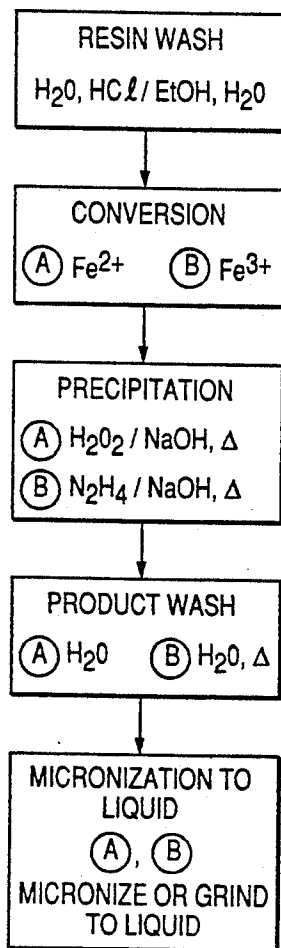 RESIN WASH
H20, HCl / EtOH, H20
CONVERSION
A Fe2+ B Fe3+
PRECIPITATION
A H2O2 / NaOH, Δ
B N2H4 / NaOH, Δ
PRODUCT WASH
A H20 B H20, Δ
MICRONIZATION TO
LIQUID
A, B
MICRONIZE OR GRIND
TO LIQUID